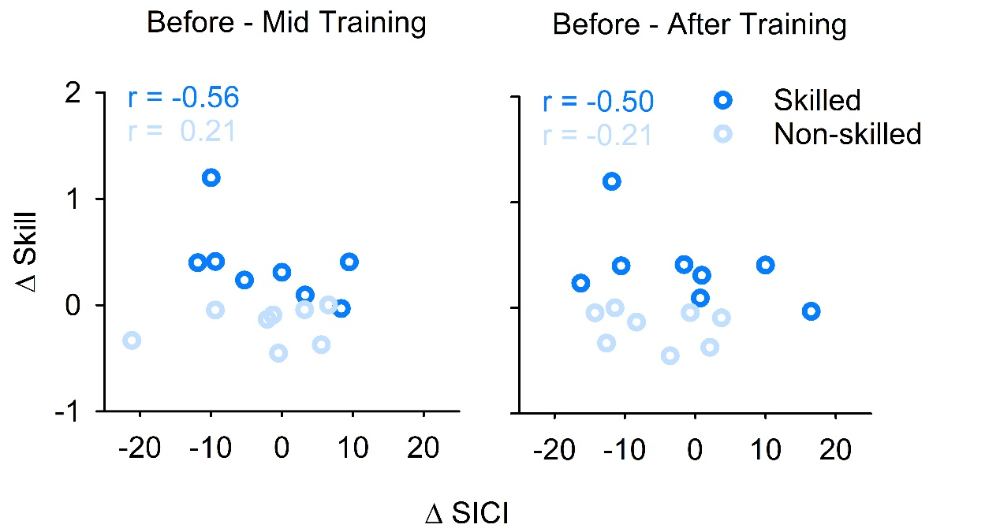 Before - Mid Training
Before - After Training
r = -0.56
r = 0.21
r = -0.50
r = -0.21
Skilled
Non-skilled
Δ Skill
2
1
0
-1
-20 -10 0 10 20
-20 -10 0 10 20
Δ SICI